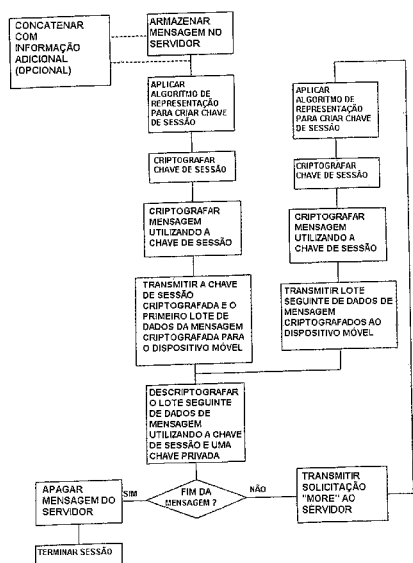 CONCATENAR
COM
INFORMAÇÃO
ADICIONAL
(OPCIONAL)
ARMAZENAR
MENSAGEM NO
SERVIDOR
APLICAR
ALGORITMO DE
REPRESENTAÇÃO
PARA CRIAR CHAVE
DE SESSÃO
CRIPTOGRAFAR
CHAVE DE SESSÃO
CRIPTOGRAFAR
MENSAGEM
UTILIZANDO A
CHAVE DE SESSÃO
TRANSMITIR A CHAVE
DE SESSÃO
CRIPTOGRAFADA E O
PRIMEIRO LOTE DE
DADOS DA MENSAGEM
CRIPTOGRAFADA PARA
O DISPOSITIVO MÓVEL
APLICAR
ALGORITMO DE
REPRESENTAÇÃO
PARA CRIAR CHAVE
DE SESSÃO
CRIPTOGRAFAR
CHAVE DE SESSÃO
CRIPTOGRAFAR
MENSAGEM
UTILIZANDO A
CHAVE DE SESSÃO
TRANSMITIR LOTE
SEGUINTE DE DADOS DE
MENSAGEM
CRIPTOGRAFADOS AO
DISPOSITIVO MÓVEL
DESCRIPTOGRAFAR
O LOTE SEGUINTE
DE DADOS DE
MENSAGEM
UTILIZANDO A CHAVE
DE SESSÃO E UMA
CHAVE PRIVADA
FIM DA
MENSAGEM ?
SIM
NÃO
APAGAR
MENSAGEM DO
SERVIDOR
TERMINAR SESSÃO
TRANSMITIR
SOLICITAÇÃO
"MORE" AO
SERVIDOR